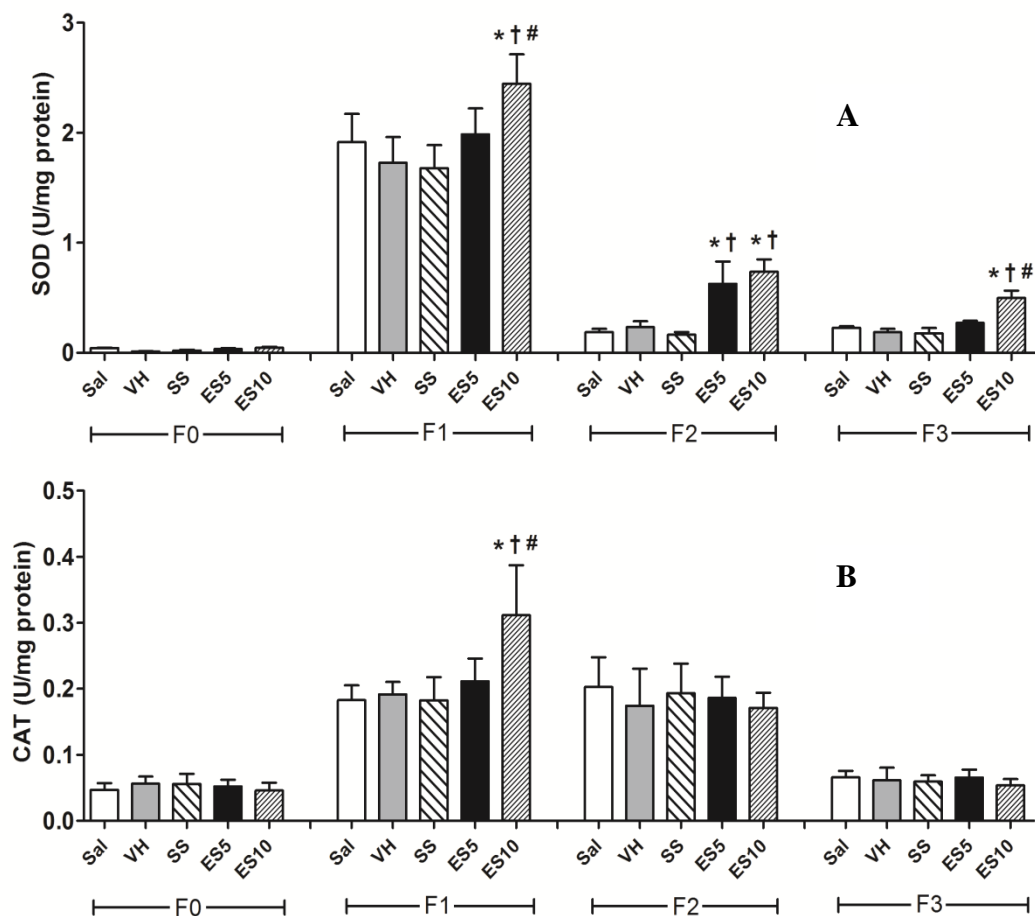 3
* † #
A
2
SOD (U/mg protein)
1
* † * †
* † #
0
Sal VH SS ES5 ES10 Sal VH SS ES5 ES10 Sal VH SS ES5 ES10 Sal VH SS ES5 ES10
F0 F1 F2 F3
0.5
* † #
0.4
B
0.3
CAT (U/mg protein)
0.2
0.1
0.0
Sal VH SS ES5 ES10 Sal VH SS ES5 ES10 Sal VH SS ES5 ES10 Sal VH SS ES5 ES10
F0 F1 F2 F3